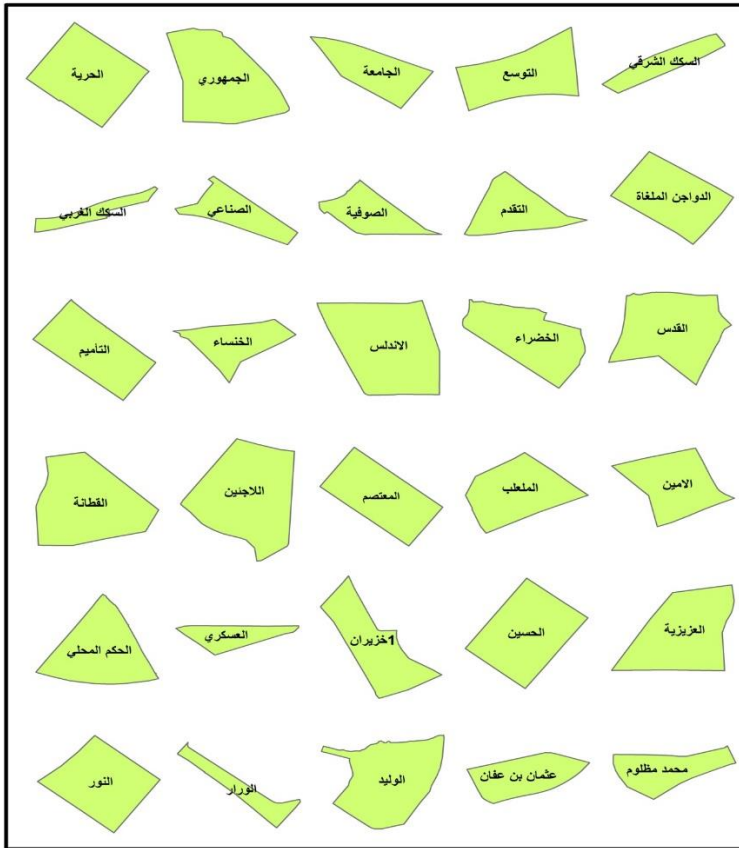 السكك الشرقي
التوسع
الجامعة
الجمهوري
الحرية
الدواجن الملغاة
التقدم
الصوفية
الصناعي
السكك الغربي
القدس
الخضراء
الاندلس
الخنساء
التأميم
الامين
الملعلب
المعتصم
اللاجئين
القطانة
العزيزية
الحسين
1خزيران
العسكري
الحكم المحلي
محمد مظلوم
عثمان بن عفان
الوليد
الورار
النور